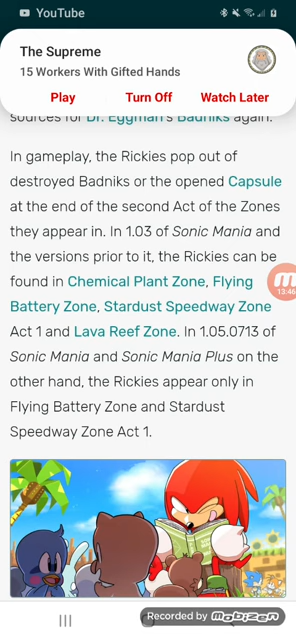 YouTube
The Supreme
15 Workers With Gifted Hands
Play Turn Off Watch Later
sources for Dr. Eggman's Badniks again.
In gameplay, the Rickies pop out of
destroyed Badniks or the opened Capsule
at the end of the second Act of the Zones
they appear in. In 1.03 of Sonic Mania and
the versions prior to it, the Rickies can be
found in Chemical Plant Zone, Flying
Battery Zone, Stardust Speedway Zone
Act 1 and Lava Reef Zone. In 1.05.0713 of
Sonic Mania and Sonic Mania Plus on the
other hand, the Rickies appear only in
Flying Battery Zone and Stardust
Speedway Zone Act 1.
13:46
Recorded by Mobizen